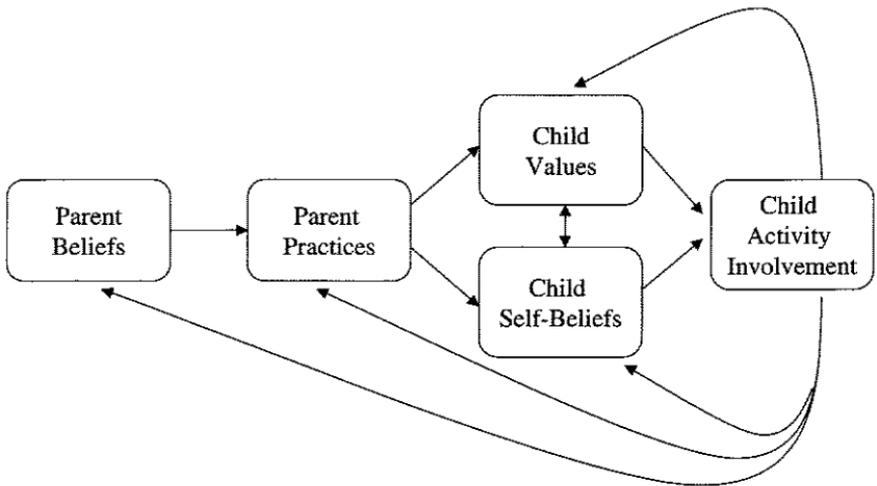 Parent
Beliefs
Parent
Practices
Child
Values
Child
Self-Beliefs
Child
Activity
Involvement